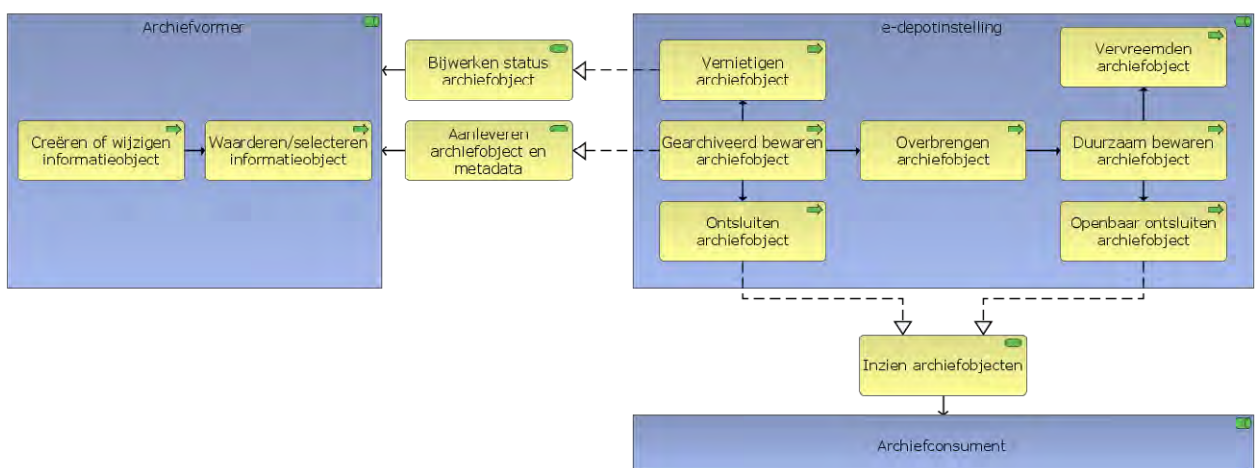 Archiefvormer
Creëren of wijzigen
informatieobject
Waarderen/selecteren
informatieobject
Bijwerken status
archiefobject
Aanleveren
archiefobject en
metadata
e-depotinstelling
Vernietigen
archiefobject
Vervreemden
archiefobject
Gearchiveerd bewaren
archiefobject
Overbrengen
archiefobject
Duurzaam bewaren
archiefobject
Ontsluiten
archiefobject
Openbaar ontsluiten
archiefobject
Inzien archiefobjecten
Archiefconsument